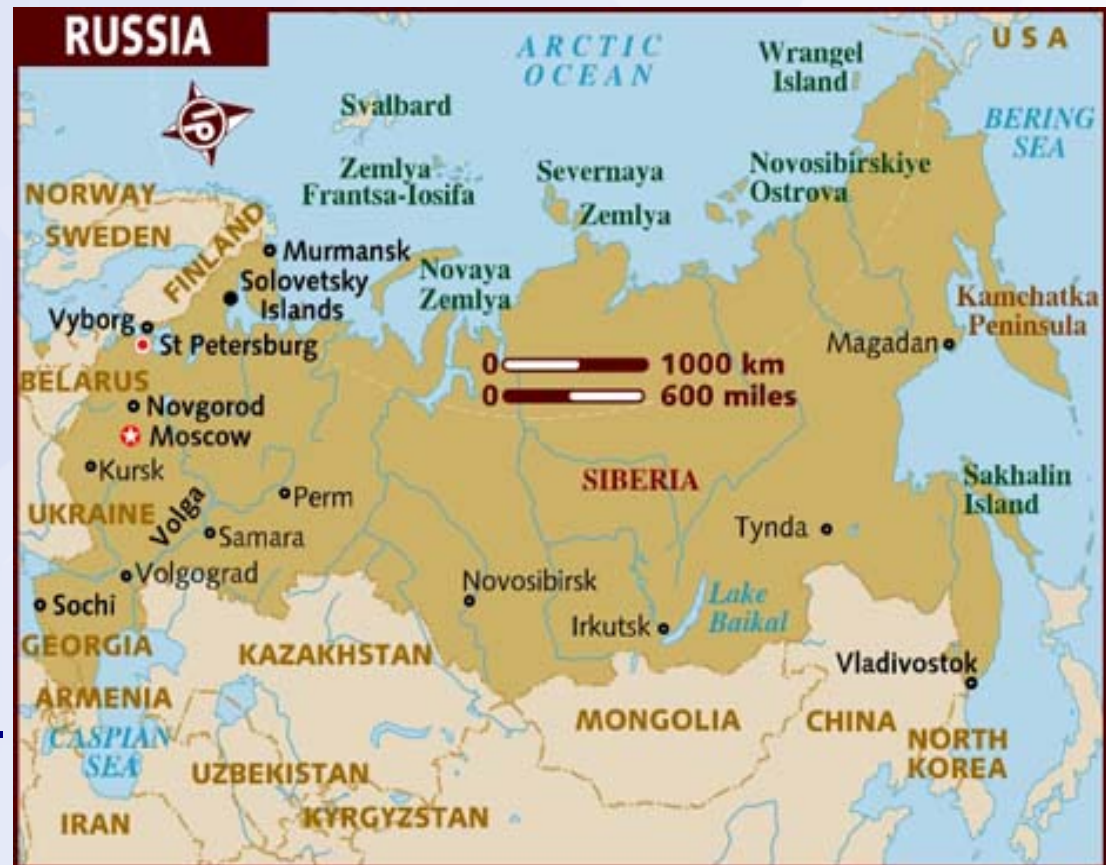 RUSSIA
USA
ARCTIC
OCEAN
Wrangel
Island
Svalbard
BERING
SEA
Zemlya
Frantsa-Iosifa
Severnaya
Zemlya
Novosibirskiye
Ostrova
NORWAY
SWEDEN
FINLAND
Murmansk
Solovetsky
Islands
Novaya
Zemlya
Kamchatka
Peninsula
Vyborg
St Petersburg
Magadan
0 1000 km
0 600 miles
BELARUS
Novgorod
Moscow
Kursk
SIBERIA
Sakhalin
Island
Perm
UKRAINE
Volga
Samara
Tynda
Volgograd
Novosibirsk
Lake
Baikal
Sochi
Irkutsk
GEORGIA
KAZAKHSTAN
Vladivostok
ARMENIA
MONGOLIA
CHINA
CASPIAN
SEA
NORTH
KOREA
UZBEKISTAN
IRAN
KYRGYZSTAN